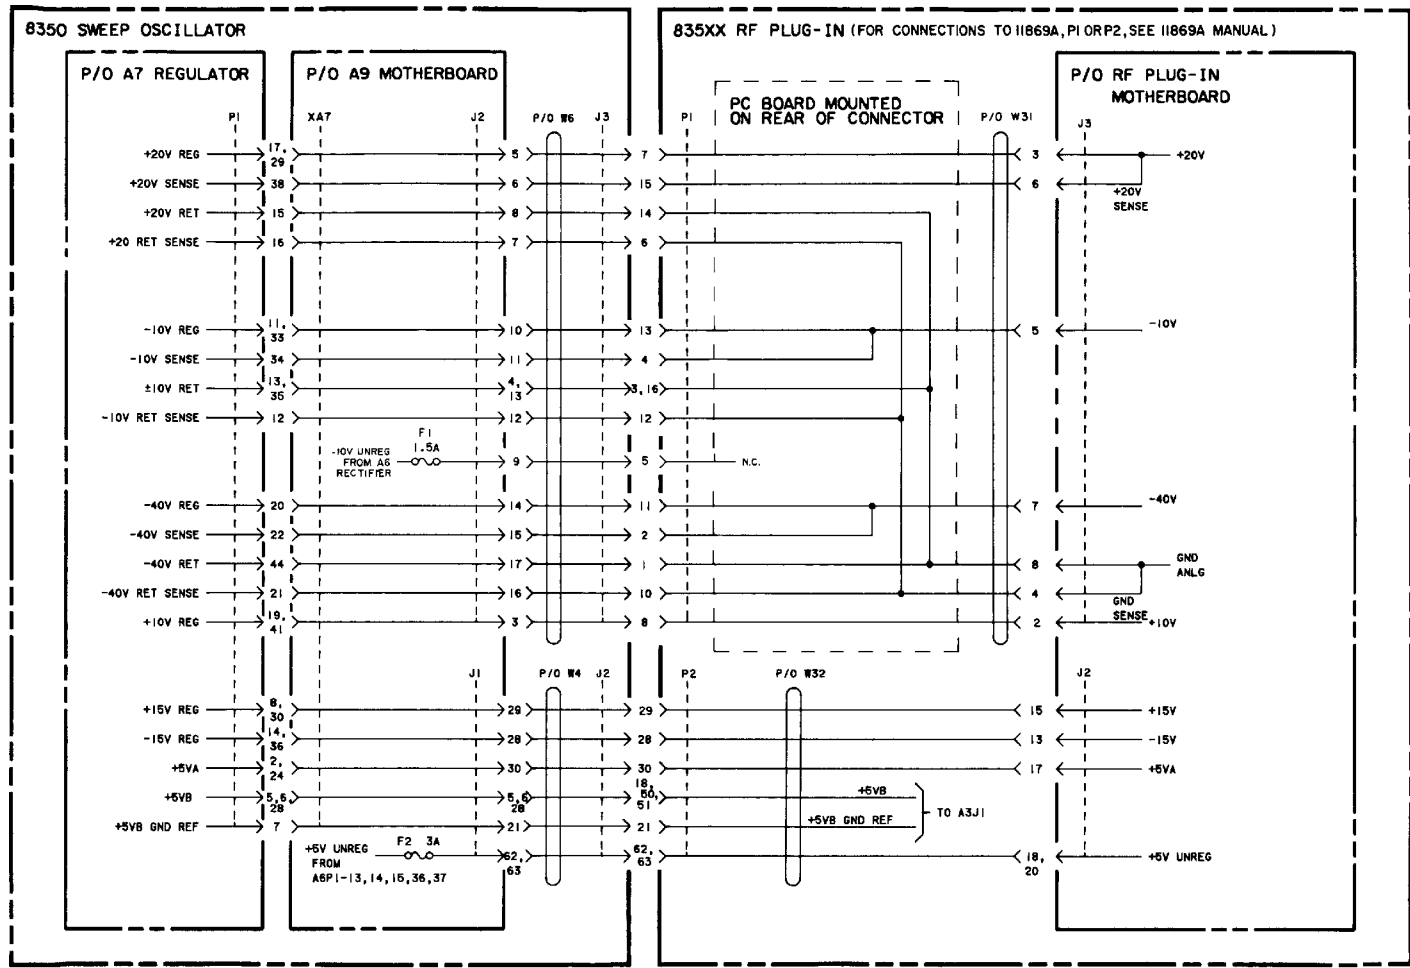 8350 SWEEP OSCILLATOR
835XX RF PLUG-IN (FOR CONNECTIONS TO 11869A, P1 OR P2, SEE 11869A MANUAL)
P/O A7 REGULATOR
P/O A9 MOTHERBOARD
P/O RF PLUG-IN
MOTHERBOARD
PC BOARD MOUNTED
ON REAR OF CONNECTOR
P1 XA7 J2 P/O W6 J3 P1 P/O W31 J3
+20V REG 17, 29 5 7 3 +20V
+20V SENSE 38 6 15 6
+20V
SENSE
+20V RET 15 8 14
+20 RET SENSE 16 7 6
-10V REG 11, 33 10 13 5 -10V
-10V SENSE 34 11 4
±10V RET 13, 35 4, 13 3, 16
-10V RET SENSE 12 12 12
F1
1.5A
-10V UNREG
FROM A6
RECTIFIER
9 5 N.C.
-40V REG 20 14 11 7 -40V
-40V SENSE 22 15 2
-40V RET 44 17 1 8
GND
ANLG
-40V RET SENSE 21 16 10 4
GND
SENSE
+10V REG 19, 41 3 8 2 +10V
J1 P/O W4 J2 P2 P/O W32 J2
+15V REG 8, 30 29 29 15 +15V
-15V REG 14, 36 28 28 13 -15V
+5VA 2, 24 30 30 17 +5VA
+5VB 5,6, 28 5,6 28 18, 50, 51 +5VB
+5VB GND REF 7 21 21 +5VB GND REF
TO A3J1
F2 3A
+5V UNREG
FROM
A6P1-13,14,15,36,37
62, 63 62, 63 18, 20 +5V UNREG